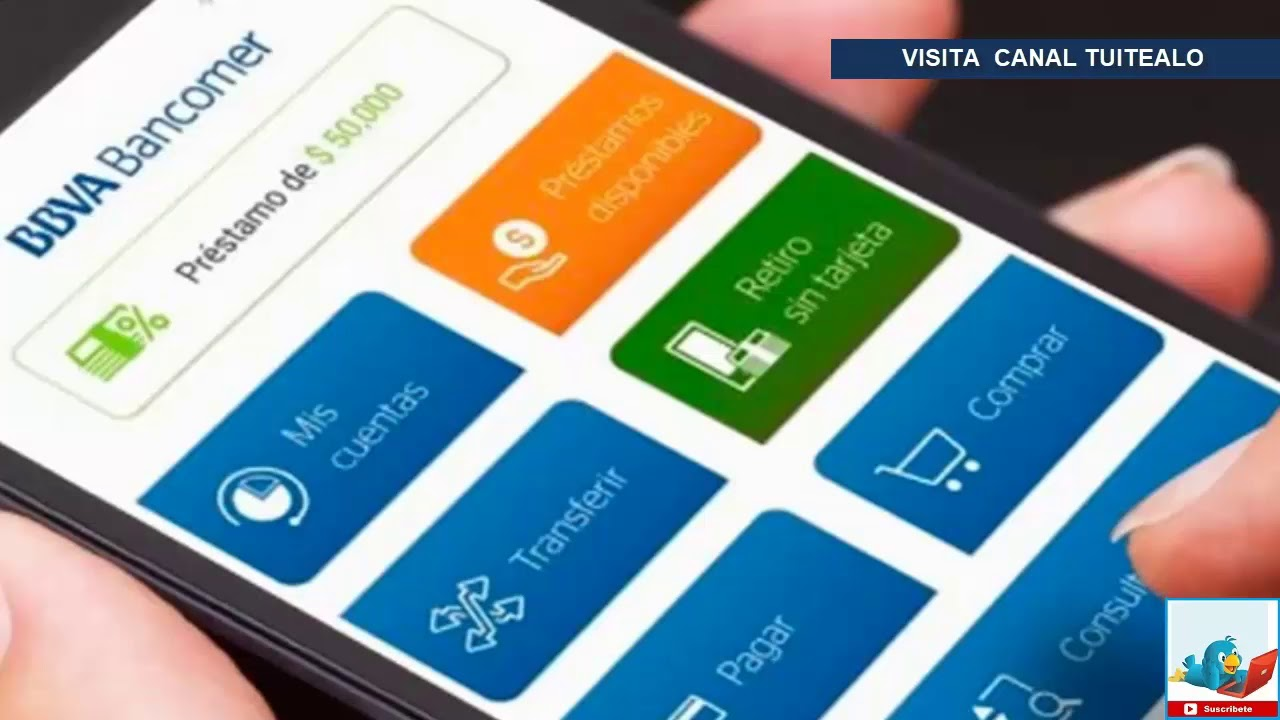 VISITA CANAL TUITEALO
BBVA Bancomer
Préstamo de $ 50,000
Préstamos
disponibles
Retiro
sin tarjeta
Mis
cuentas
Transferir
Comprar
Pagar
Consult
Suscribete